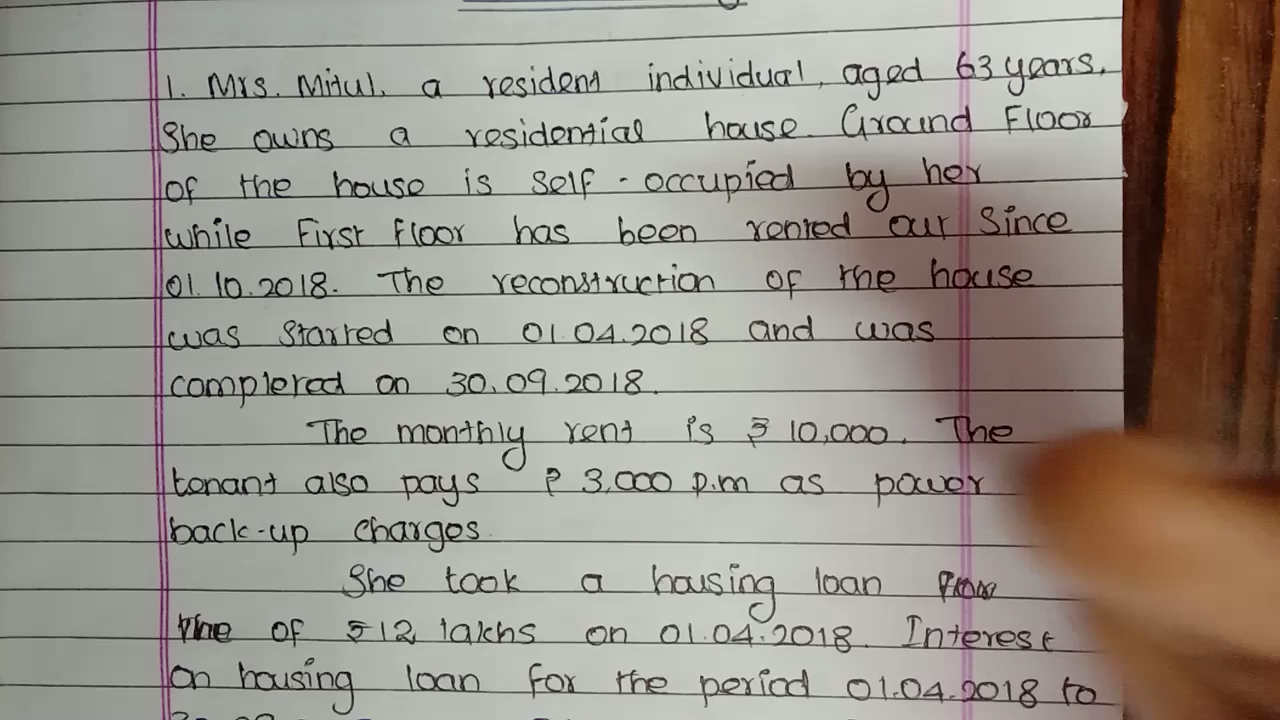 1. Mrs. Mitul, a resident individual, aged 63 years.
She owns a residential house. Ground Floor
of the house is self-occupied by her
while First Floor has been rented out since
01.10.2018. The reconstruction of the house
was started on 01.04.2018 and was
completed on 30.09.2018.
The monthly rent is ₹ 10,000. The
tenant also pays ₹ 3,000 p.m as power
back-up charges.
She took a housing loan
of ₹ 12 lakhs on 01.04.2018. Interest
on housing loan for the period 01.04.2018 to